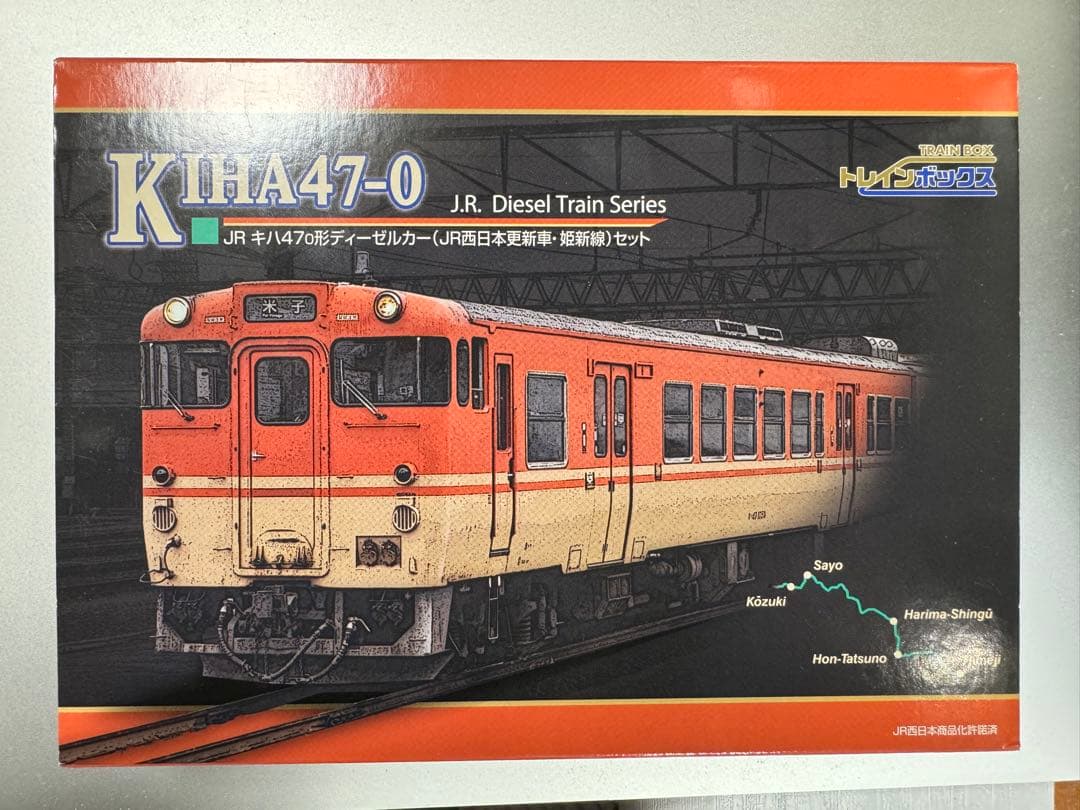 TRAIN BOX
トレインボックス
KIHA47-0
J.R. Diesel Train Series
JR キハ470形ディーゼルカー(JR西日本更新車・姫新線)セット
米子
Sayo
Kōzuki
Harima-Shingū
Hon-Tatsuno
Himeji
JR西日本商品化許諾済